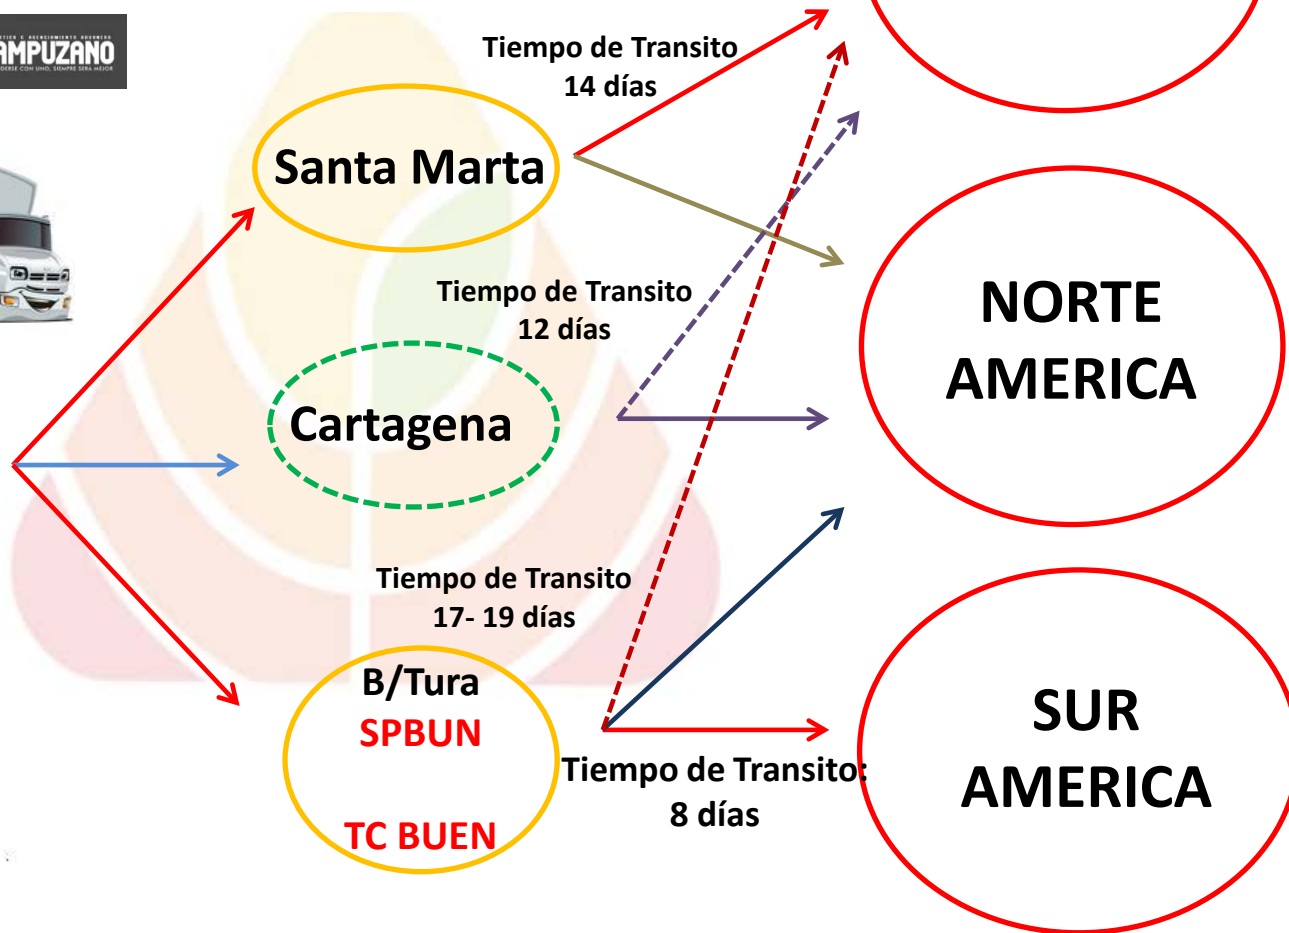 AMPUZANO
Tiempo de Transito
14 días
Santa Marta
Tiempo de Transito
12 días
NORTE
AMERICA
Cartagena
Tiempo de Transito
17- 19 días
B/Tura
SPBUN
TC BUEN
Tiempo de Transito:
8 días
SUR
AMERICA